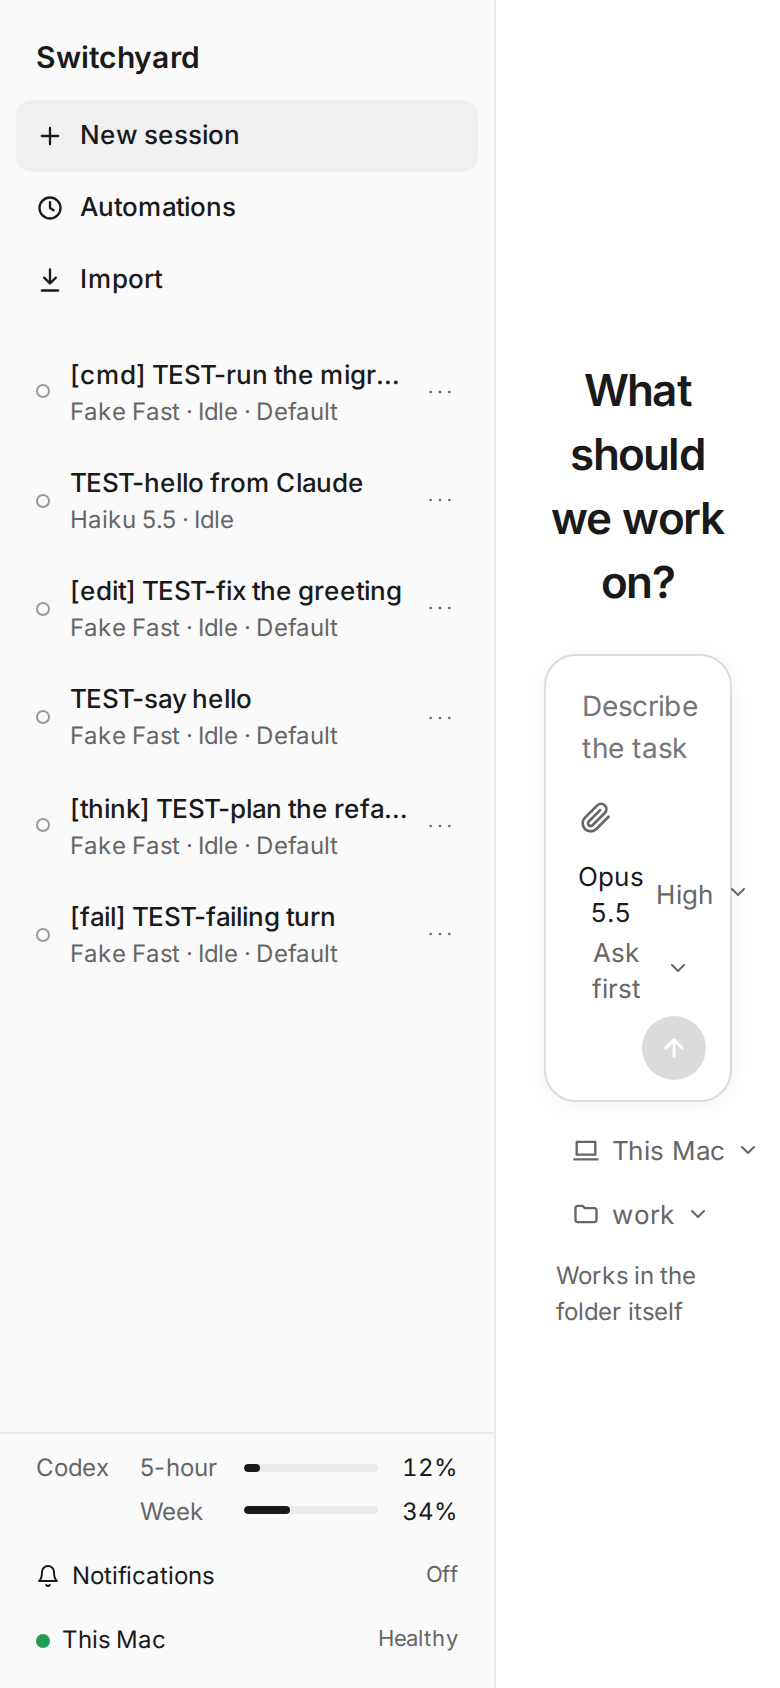 Switchyard
New session
Automations
Import
[cmd] TEST-run the migr...
Fake Fast · Idle · Default
TEST-hello from Claude
Haiku 5.5 · Idle
[edit] TEST-fix the greeting
Fake Fast · Idle · Default
TEST-say hello
Fake Fast · Idle · Default
[think] TEST-plan the refa...
Fake Fast · Idle · Default
[fail] TEST-failing turn
Fake Fast · Idle · Default
Codex 5-hour 12%
Week 34%
Notifications Off
This Mac Healthy
What
should
we work
on?
Describe
the task
Opus
5.5
High
Ask
first
This Mac
work
Works in the
folder itself